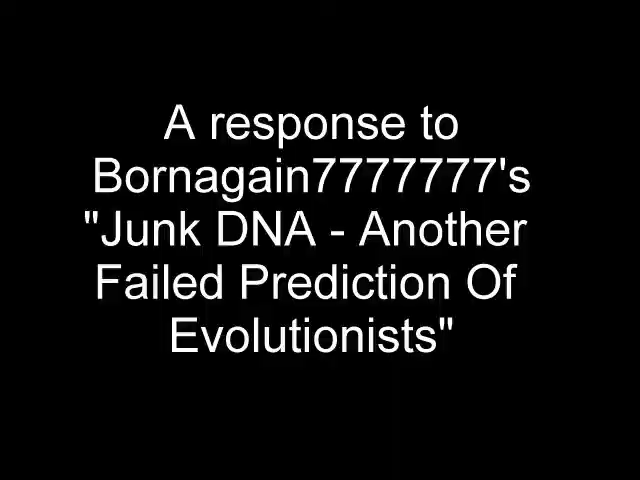 A response to
Bornagain7777777's
"Junk DNA - Another
Failed Prediction Of
Evolutionists"